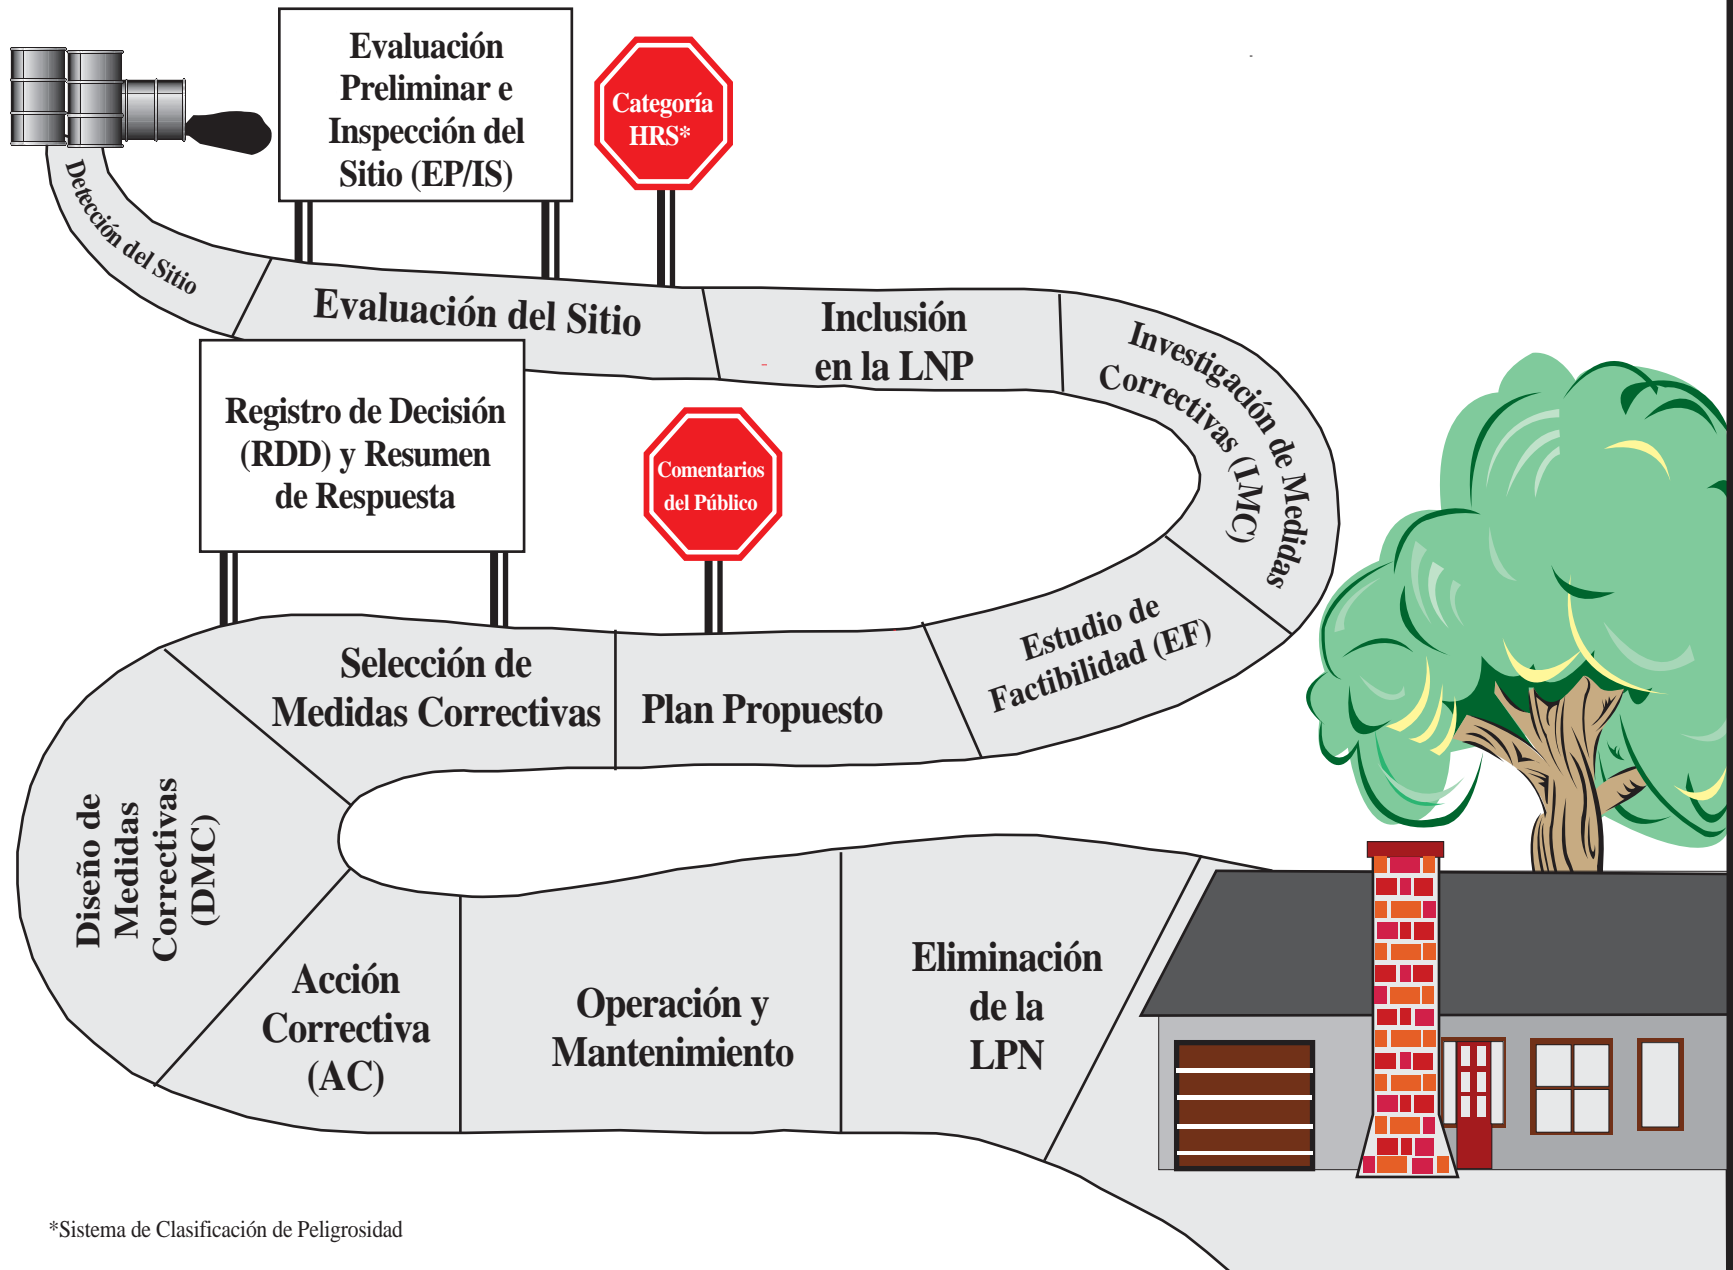 Evaluación
Preliminar e
Inspección del
Sitio (EP/IS)
Categoría
HRS*
Detección del Sitio
Evaluación del Sitio
Inclusión
en la LNP
Investigación de Medidas
Correctivas (IMC)
Registro de Decisión
(RDD) y Resumen
de Respuesta
Comentarios
del Público
Estudio de
Factibilidad (EF)
Plan Propuesto
Selección de
Medidas Correctivas
Diseño de
Medidas
Correctivas
(DMC)
Acción
Correctiva
(AC)
Operación y
Mantenimiento
Eliminación
de la
LPN
*Sistema de Clasificación de Peligrosidad